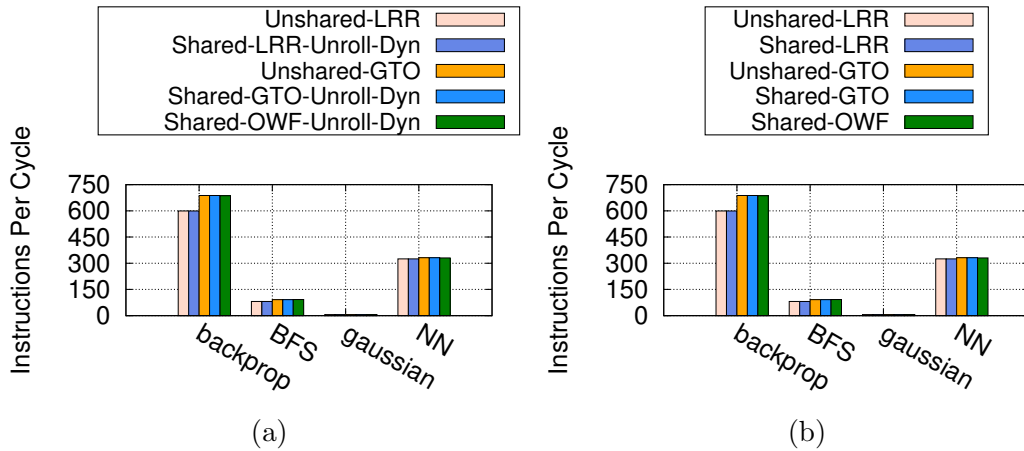 Unshared-LRR
Shared-LRR-Unroll-Dyn
Unshared-GTO
Shared-GTO-Unroll-Dyn
Shared-OWF-Unroll-Dyn
Instructions Per Cycle
750
600
450
300
150
0
backprop
BFS
gaussian
NN
(a)
Unshared-LRR
Shared-LRR
Unshared-GTO
Shared-GTO
Shared-OWF
Instructions Per Cycle
750
600
450
300
150
0
backprop
BFS
gaussian
NN
(b)